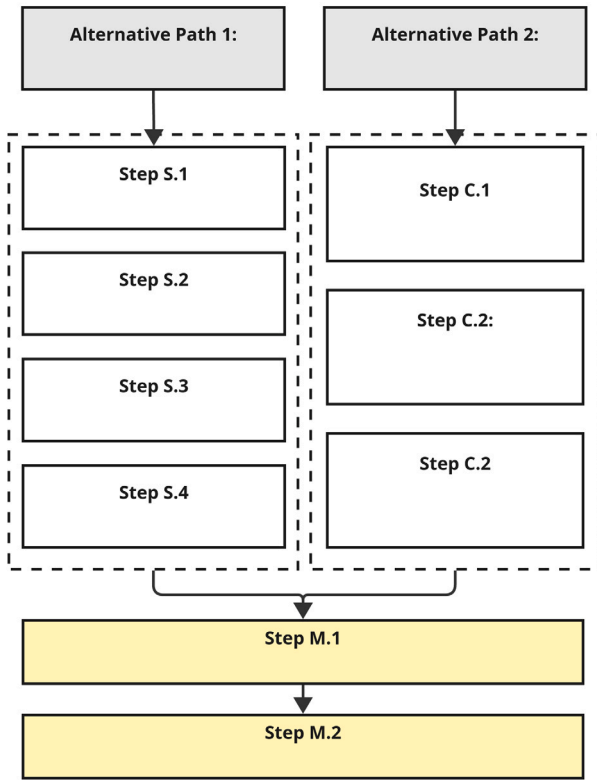 Alternative Path 1:
Alternative Path 2:
Step S.1
Step S.2
Step S.3
Step S.4
Step C.1
Step C.2:
Step C.2
Step M.1
Step M.2